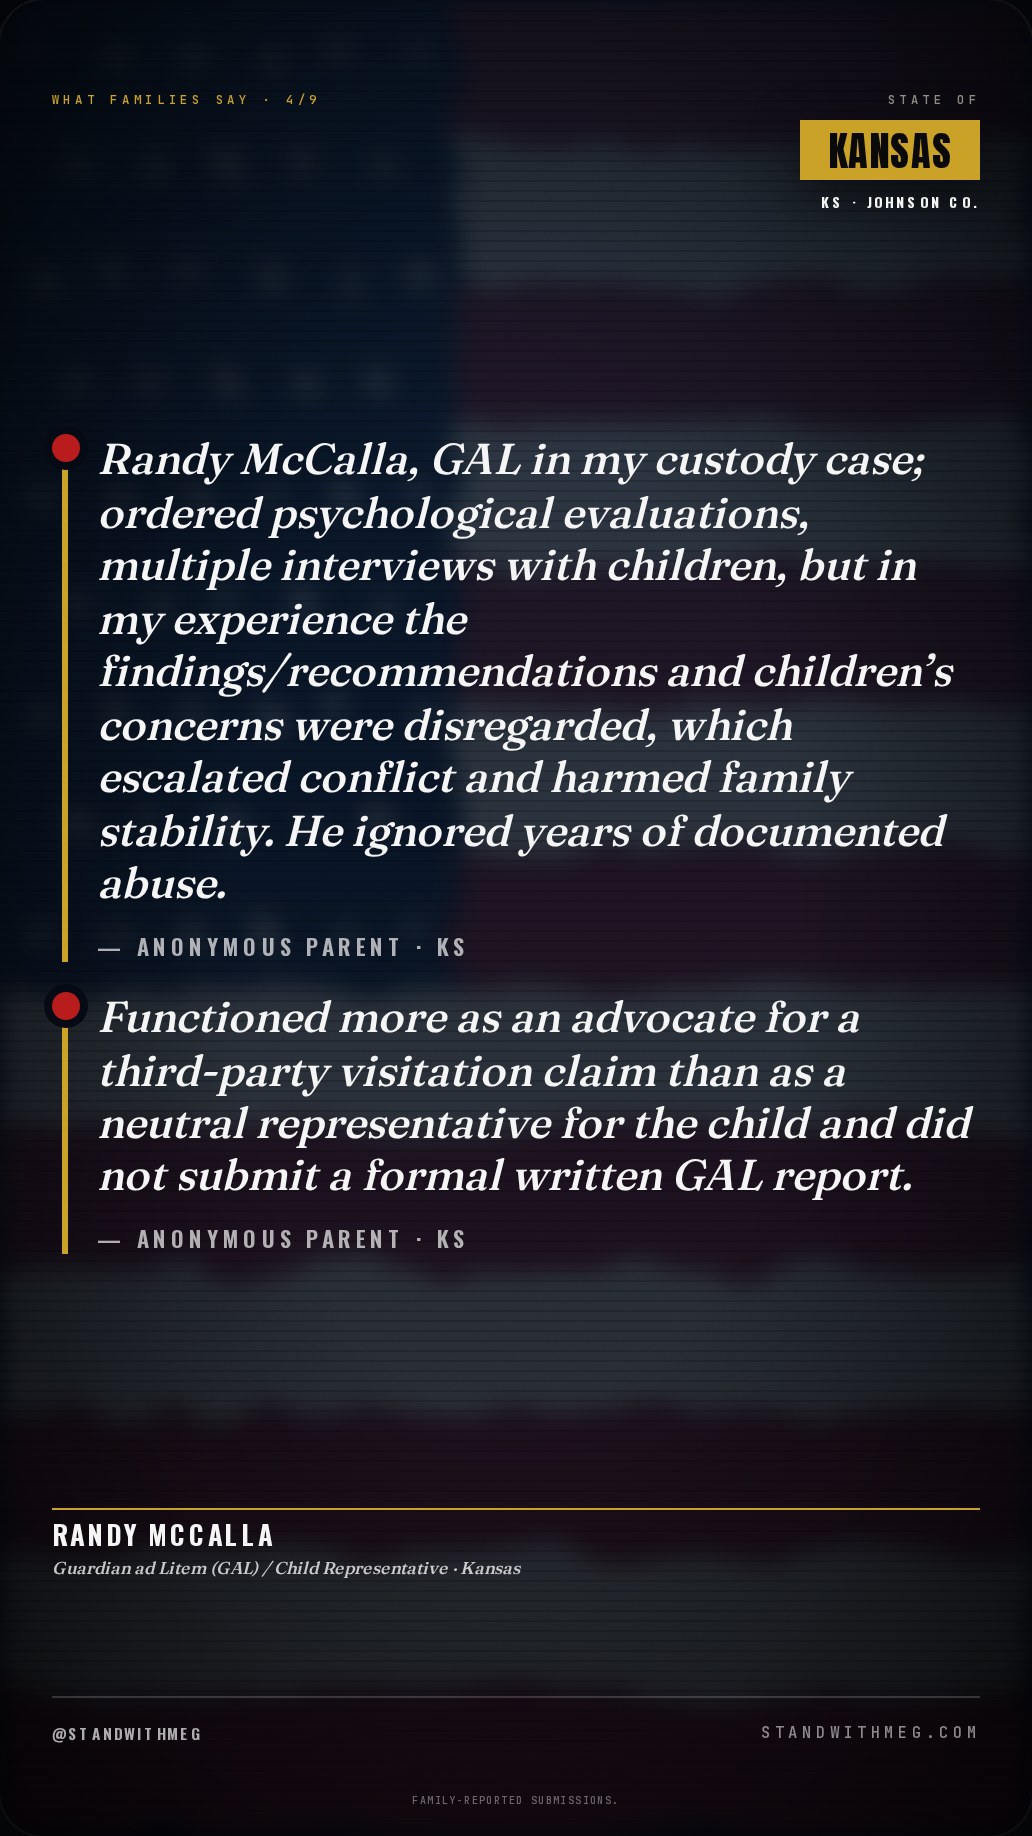 WHAT FAMILIES SAY · 4/9
STATE OF
KANSAS
KS · JOHNSON CO.
Randy McCalla, GAL in my custody case;
ordered psychological evaluations,
multiple interviews with children, but in
my experience the
findings/recommendations and children’s
concerns were disregarded, which
escalated conflict and harmed family
stability. He ignored years of documented
abuse.
— ANONYMOUS PARENT · KS
Functioned more as an advocate for a
third-party visitation claim than as a
neutral representative for the child and did
not submit a formal written GAL report.
— ANONYMOUS PARENT · KS
RANDY MCCALLA
Guardian ad Litem (GAL) / Child Representative · Kansas
@STANDWITHMEG
STANDWITHMEG.COM
FAMILY-REPORTED SUBMISSIONS.